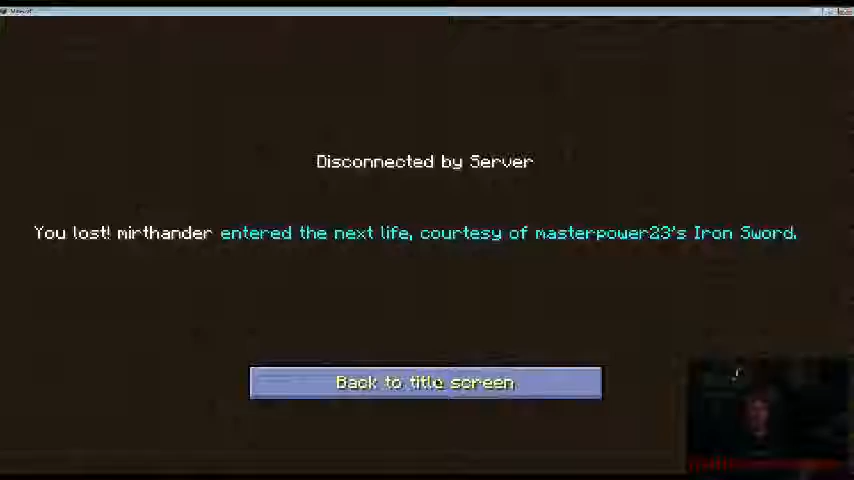 Disconnected by Server
You lost! mirthander entered the next life, courtesy of masterpower23's Iron Sword.
Back to title screen